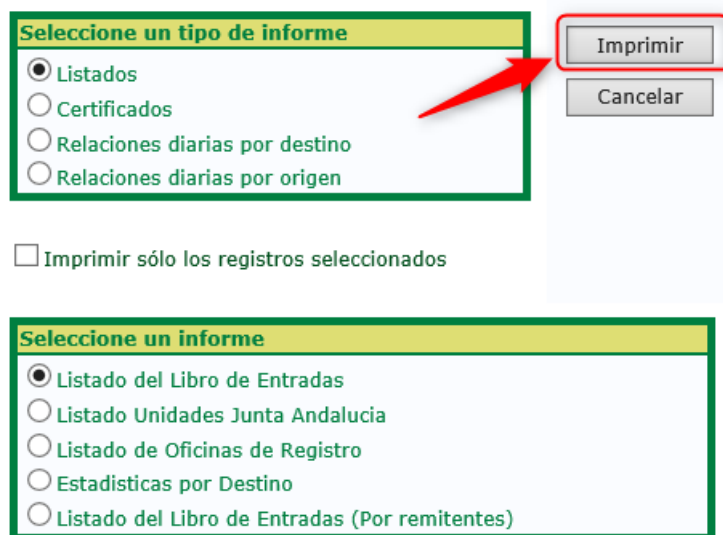 Seleccione un tipo de informe
Listados
Certificados
Relaciones diarias por destino
Relaciones diarias por origen
Imprimir
Cancelar
Imprimir sólo los registros seleccionados
Seleccione un informe
Listado del Libro de Entradas
Listado Unidades Junta Andalucia
Listado de Oficinas de Registro
Estadisticas por Destino
Listado del Libro de Entradas (Por remitentes)